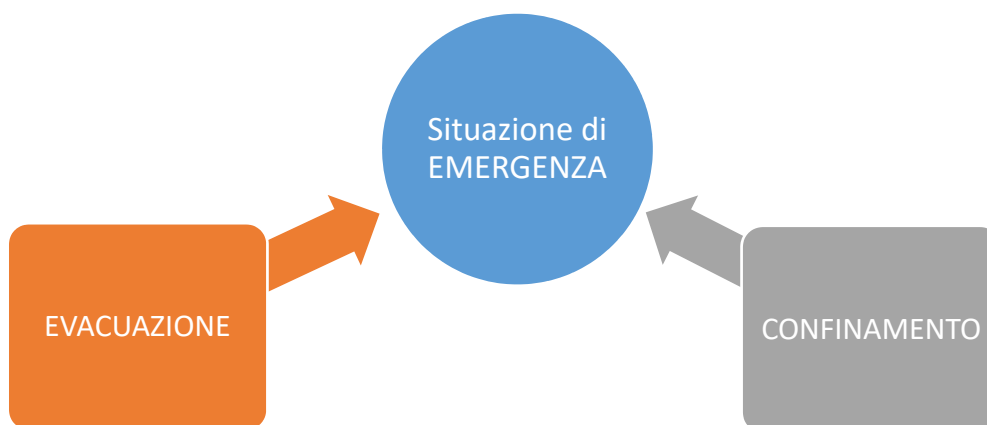 Situazione di
EMERGENZA
EVACUAZIONE
CONFINAMENTO